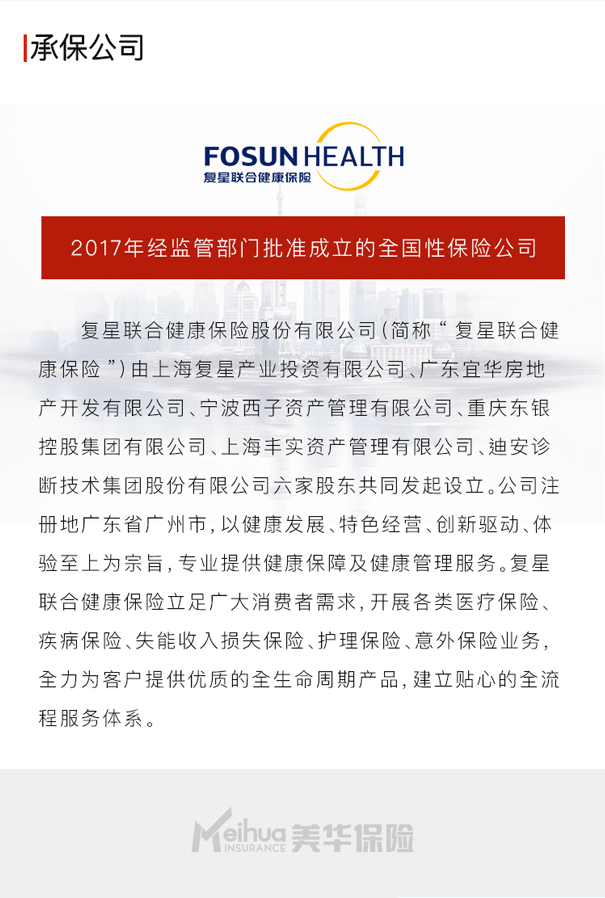 承保公司
FOSUN HEALTH
复星联合健康保险
2017年经监管部门批准成立的全国性保险公司
复星联合健康保险股份有限公司(简称“复星联合健
康保险”)由上海复星产业投资有限公司、广东宜华房地
产开发有限公司、宁波西子资产管理有限公司、重庆东银
控股集团有限公司、上海丰实资产管理有限公司、迪安诊
断技术集团股份有限公司六家股东共同发起设立。公司注
册地广东省广州市,以健康发展、特色经营、创新驱动、体
验至上为宗旨,专业提供健康保障及健康管理服务。复星
联合健康保险立足广大消费者需求,开展各类医疗保险、
疾病保险、失能收入损失保险、护理保险、意外保险业务,
全力为客户提供优质的全生命周期产品,建立贴心的全流
程服务体系。
Meihua 美华保险
INSURANCE